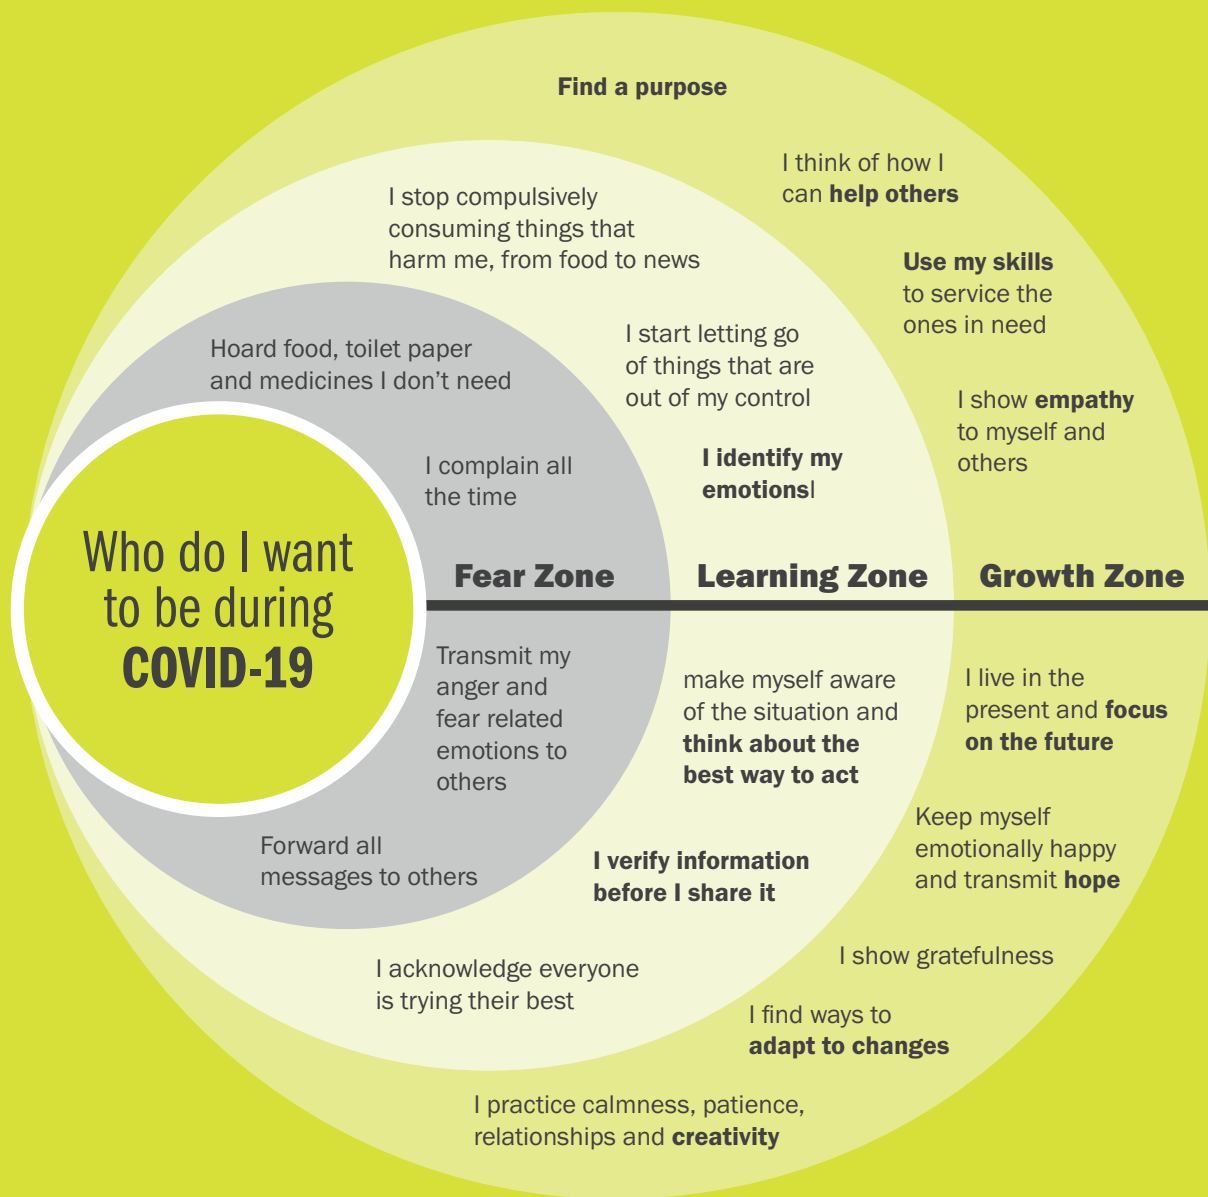 Find a purpose
I think of how I
can help others
I stop compulsively
consuming things that
harm me, from food to news
Use my skills
to service the
ones in need
I start letting go
of things that are
out of my control
Hoard food, toilet paper
and medicines I don't need
I show empathy
to myself and
others
I identify my
emotionsI
I complain all
the time
Who do I want
to be during
COVID-19
Fear Zone
Learning Zone
Growth Zone
Transmit my
anger and
fear related
emotions to
others
make myself aware
of the situation and
think about the
best way to act
I live in the
present and focus
on the future
Keep myself
emotionally happy
and transmit hope
Forward all
messages to others
I verify information
before I share it
I show gratefulness
I acknowledge everyone
is trying their best
I find ways to
adapt to changes
I practice calmness, patience,
relationships and creativity